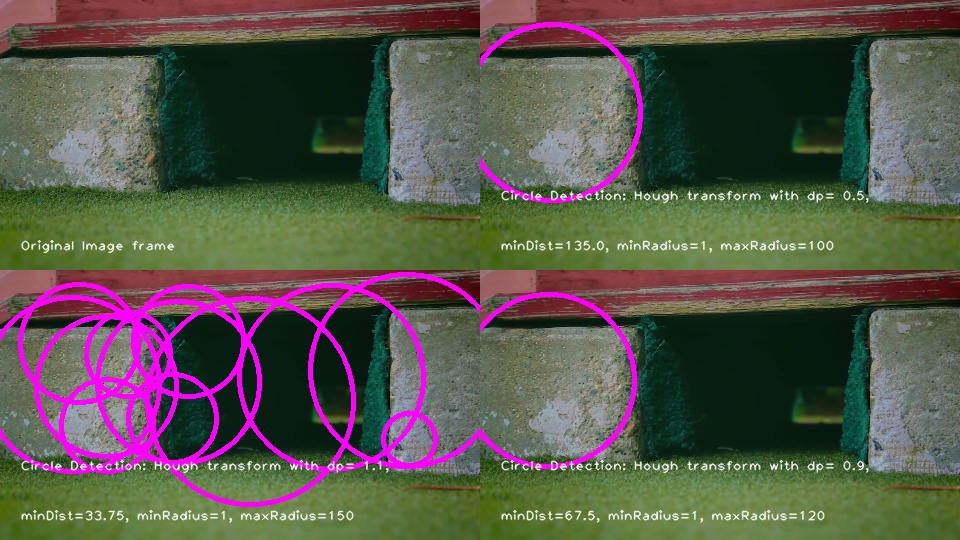 Original Image frame
Circle Detection: Hough transform with dp= 0.5,
minDist=135.0, minRadius=1, maxRadius=100
Circle Detection: Hough transform with dp= 1.1,
minDist=33.75, minRadius=1, maxRadius=150
Circle Detection: Hough transform with dp= 0.9,
minDist=67.5, minRadius=1, maxRadius=120